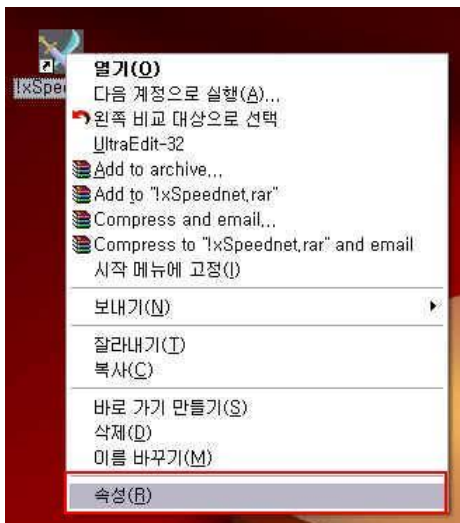 !xSpee
열기(O)
다음 계정으로 실행(A)...
왼쪽 비교 대상으로 선택
UltraEdit-32
Add to archive...
Add to "!xSpeednet.rar"
Compress and email...
Compress to "!xSpeednet.rar" and email
시작 메뉴에 고정(I)
보내기(N)
잘라내기(T)
복사(C)
바로 가기 만들기(S)
삭제(D)
이름 바꾸기(M)
속성(R)